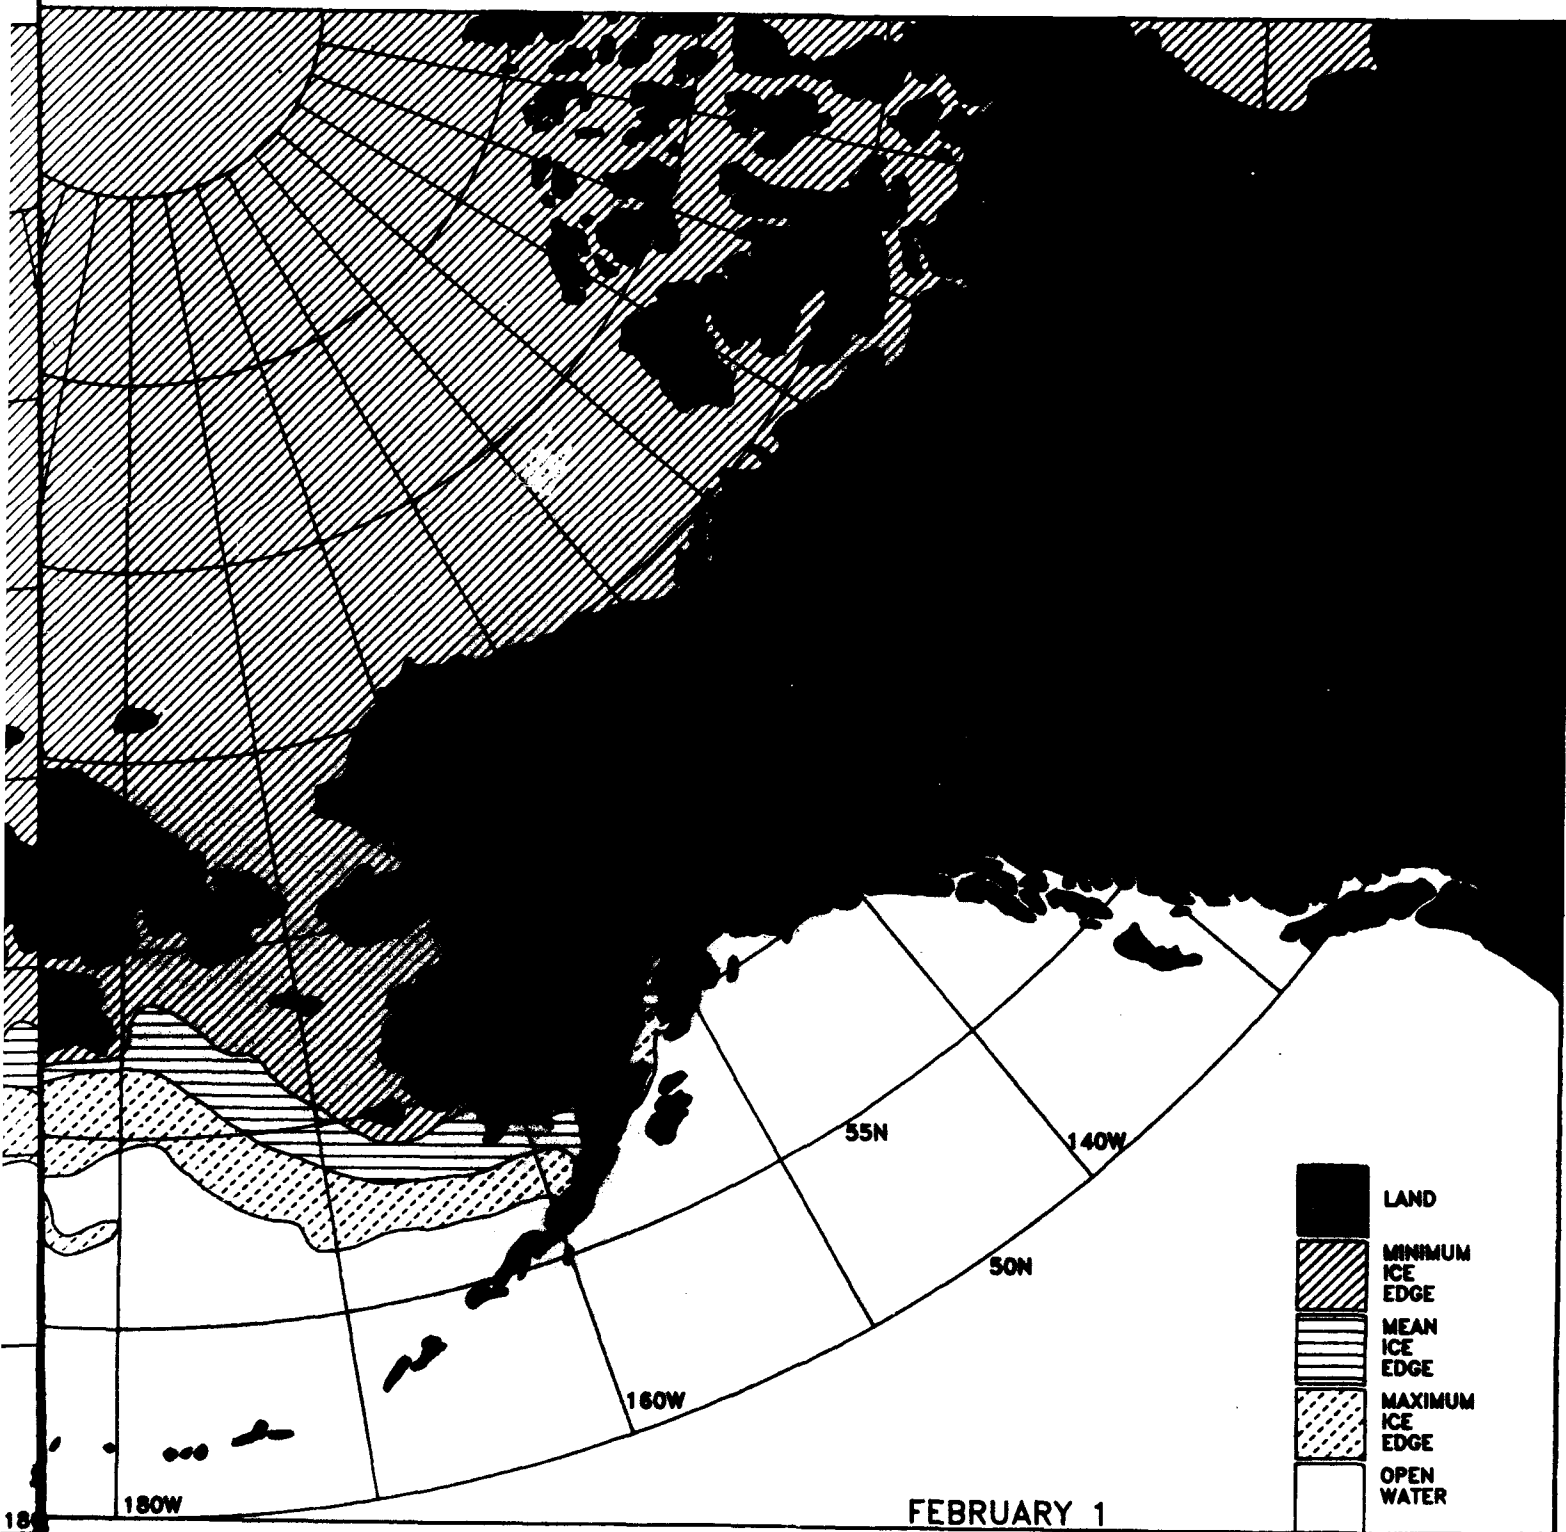 55N
140W
LAND
50N
MINIMUM
ICE
EDGE
MEAN
ICE
EDGE
160W
MAXIMUM
ICE
EDGE
OPEN
WATER
180W
FEBRUARY 1